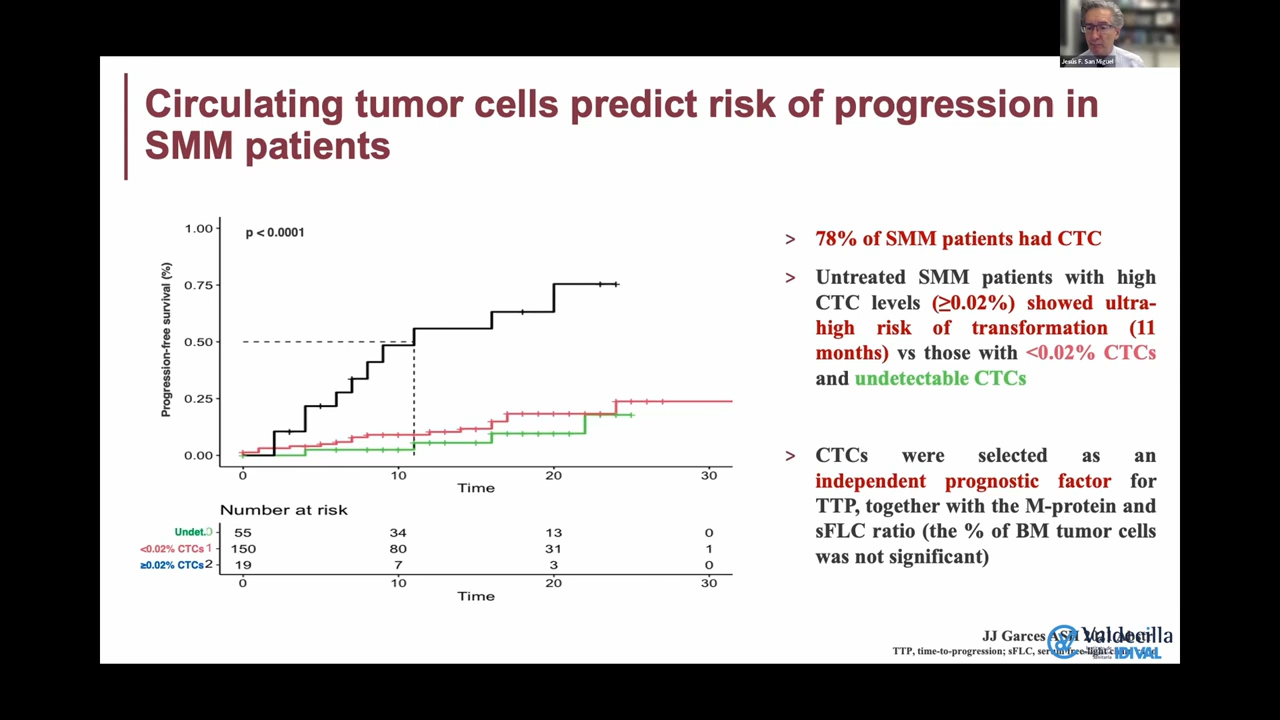 Jesús F. San Miguel
Circulating tumor cells predict risk of progression in
SMM patients
Progression-free survival (%)
1.00
0.75
0.50
0.25
0.00
p < 0.0001
0 10 20 30
Time
Number at risk
Undet. 0 55 34 13 0
<0.02% CTCs 1 150 80 31 1
≥0.02% CTCs 2 19 7 3 0
0 10 20 30
Time
> 78% of SMM patients had CTC
> Untreated SMM patients with high
CTC levels (≥0.02%) showed ultra-
high risk of transformation (11
months) vs those with <0.02% CTCs
and undetectable CTCs
> CTCs were selected as an
independent prognostic factor for
TTP, together with the M-protein and
sFLC ratio (the % of BM tumor cells
was not significant)
JJ Garces ASH
TTP, time-to-progression; sFLC,
Valdecilla
IDIVAL